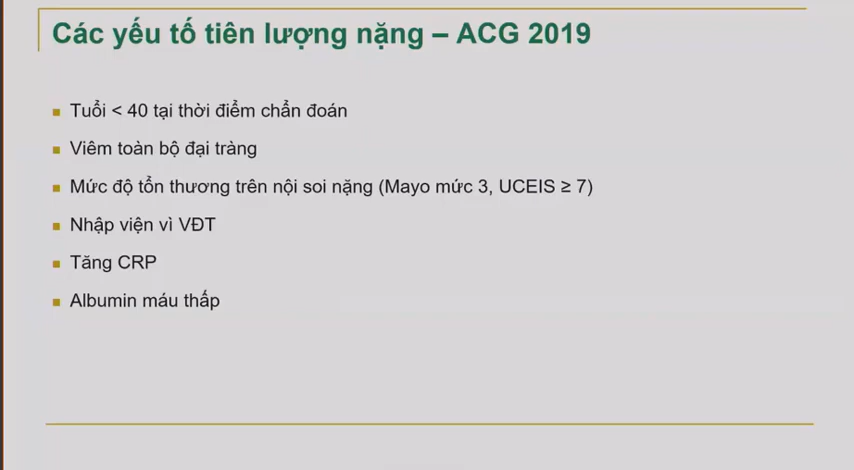 Các yếu tố tiên lượng nặng – ACG 2019
Tuổi < 40 tại thời điểm chẩn đoán
Viêm toàn bộ đại tràng
Mức độ tổn thương trên nội soi nặng (Mayo mức 3, UCEIS ≥ 7)
Nhập viện vì VĐT
Tăng CRP
Albumin máu thấp